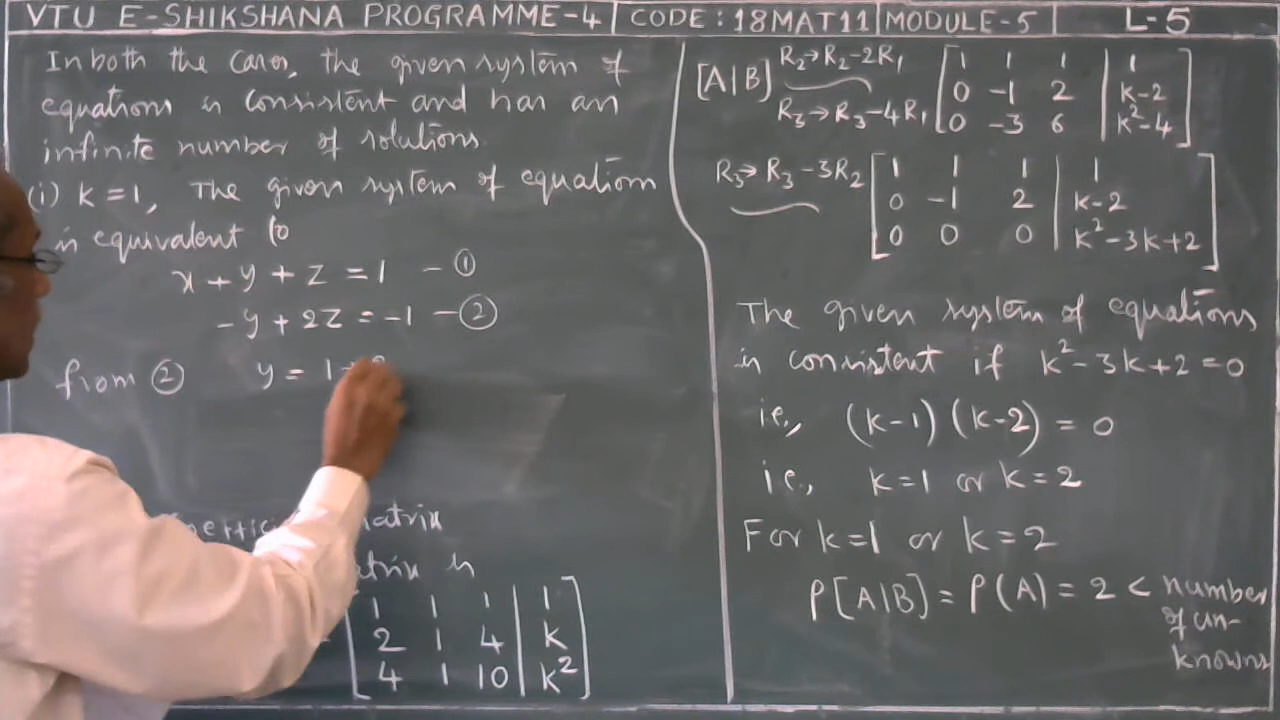 VTU E-SHIKSHANA PROGRAMME-4 | CODE: 18MAT11 | MODULE-5 | L-5
In both the cases, the given system of
equations is consistent and has an
infinite number of solutions.
(i) K=1, The given system of equations
is equivalent to
x + y + z = 1 — ①
-y + 2z = -1 — ②
from ② y = 1+2
matrix
is
1 1 1 | 1
2 1 4 | K
4 1 10 | K²
[A|B] R₂→R₂-2R₁ [1 1 1 | 1
R₃→R₃-4R₁ 0 -1 2 | K-2
0 -3 6 | K²-4]
R₃→R₃-3R₂ [1 1 1 | 1
0 -1 2 | K-2
0 0 0 | K²-3K+2]
The given system of equations
is consistent if K²-3K+2=0
i.e., (K-1)(K-2) = 0
i.e., K=1 or K=2
For K=1 or K=2
ρ[A|B] = ρ(A) = 2 < number
of un-
knowns